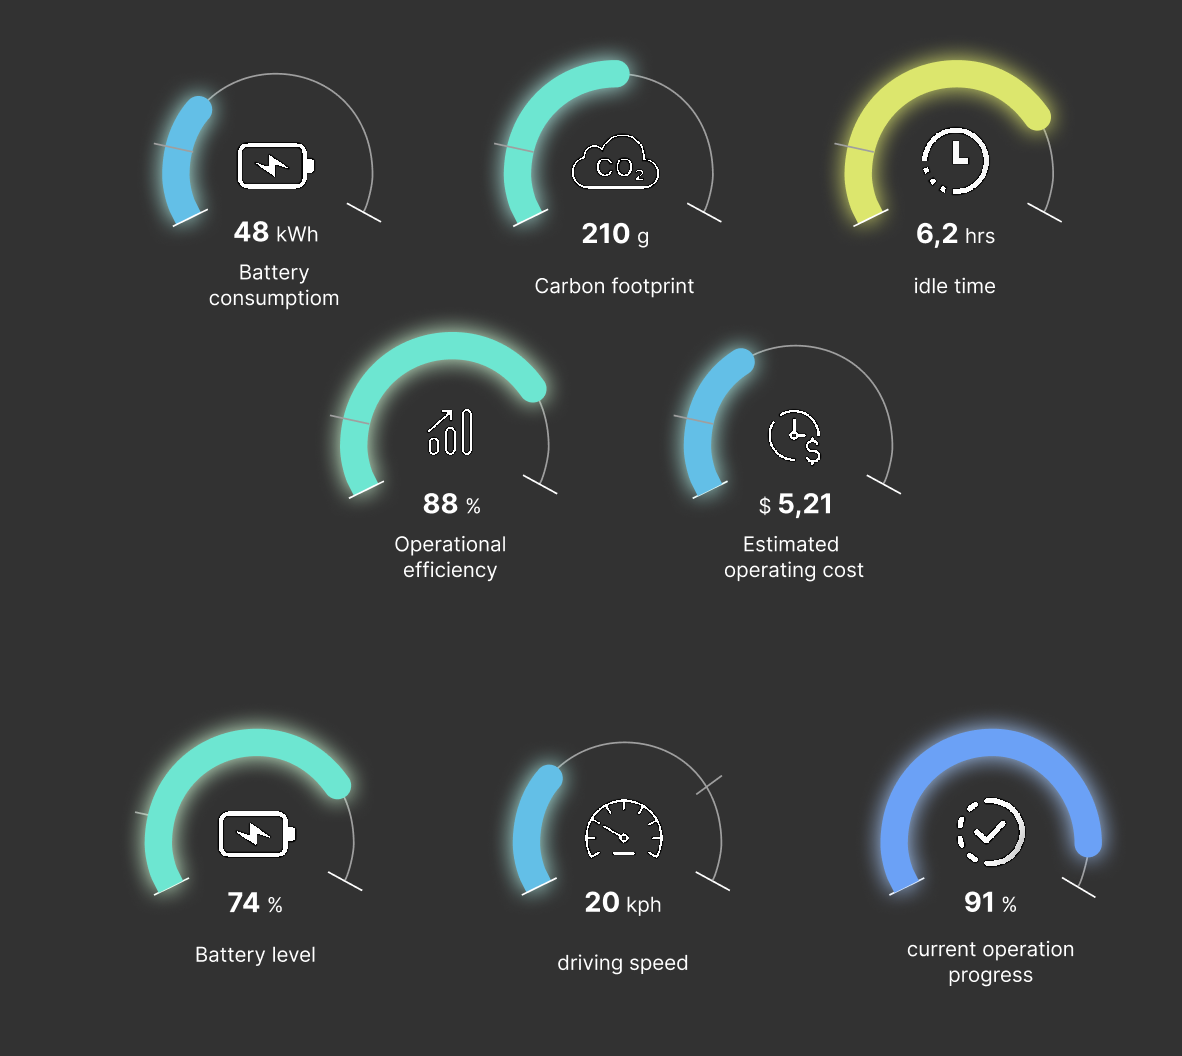 CO2
48 kWh
210 g
6,2 hrs
Battery
consumptiom
Carbon footprint
idle time
$
88 %
$ 5,21
Operational
efficiency
Estimated
operating cost
74 %
20 kph
91 %
Battery level
driving speed
current operation
progress